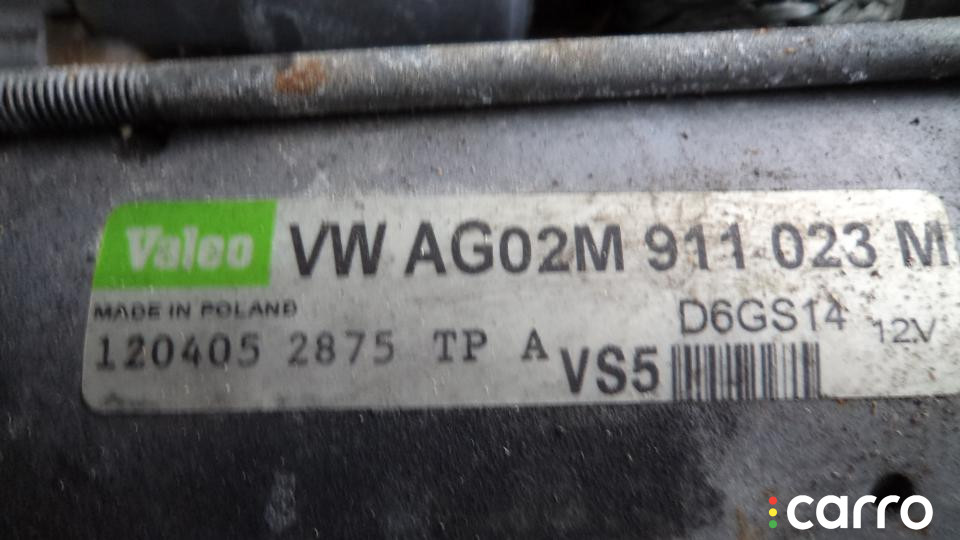 Valeo VW AG02M 911 023 M
MADE IN POLAND
D6GS14 12V
120405 2875 TP A
VS5
carro